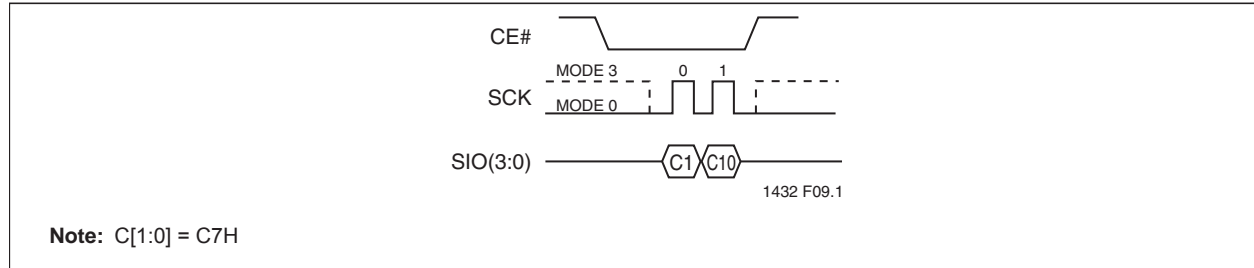 CE#
MODE 3 0 1
SCK
MODE 0
SIO(3:0) C1 C10
1432 F09.1
Note: C[1:0] = C7H